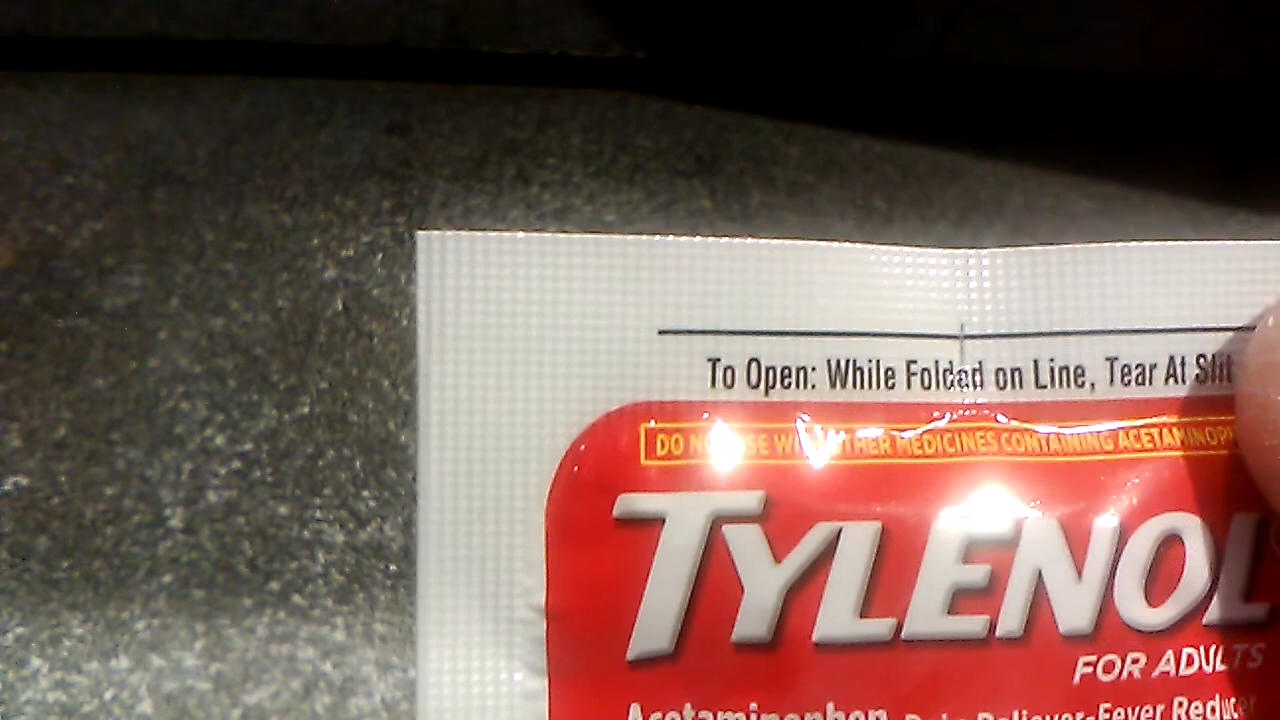 To Open: While Folded on Line, Tear At Slit
DO NOT USE WITH OTHER MEDICINES CONTAINING
TYLENOL
FOR ADULTS
Acetaminophen Pain Reliever-Fever Reducer